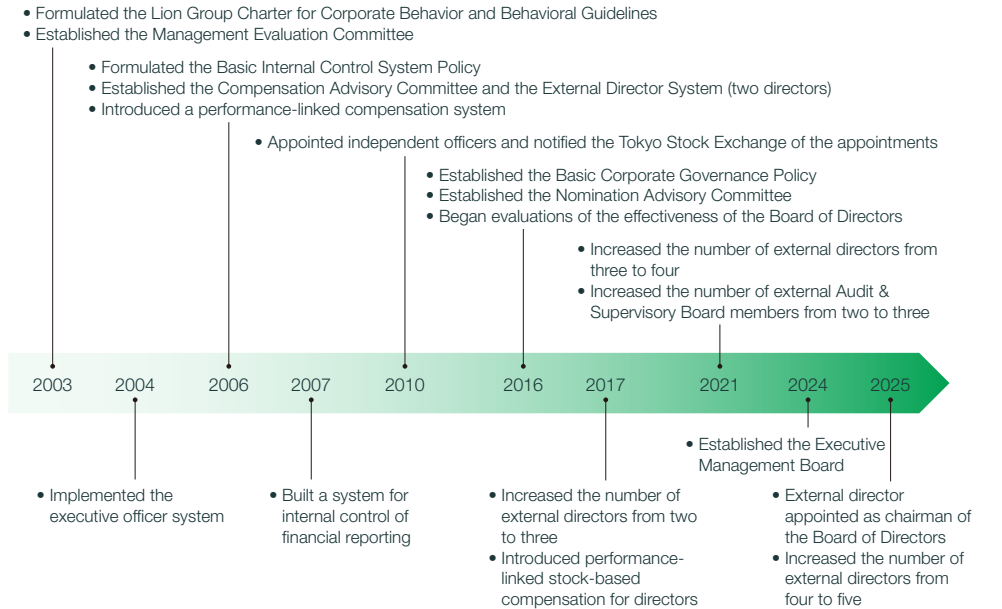 • Formulated the Lion Group Charter for Corporate Behavior and Behavioral Guidelines
• Established the Management Evaluation Committee
• Formulated the Basic Internal Control System Policy
• Established the Compensation Advisory Committee and the External Director System (two directors)
• Introduced a performance-linked compensation system
• Appointed independent officers and notified the Tokyo Stock Exchange of the appointments
• Established the Basic Corporate Governance Policy
• Established the Nomination Advisory Committee
• Began evaluations of the effectiveness of the Board of Directors
• Increased the number of external directors from
three to four
• Increased the number of external Audit &
Supervisory Board members from two to three
2003 2004 2006 2007 2010 2016 2017 2021 2024 2025
• Implemented the
executive officer system
• Built a system for
internal control of
financial reporting
• Increased the number of
external directors from two
to three
• Introduced performance-
linked stock-based
compensation for directors
• Established the Executive
Management Board
• External director
appointed as chairman of
the Board of Directors
• Increased the number of
external directors from
four to five